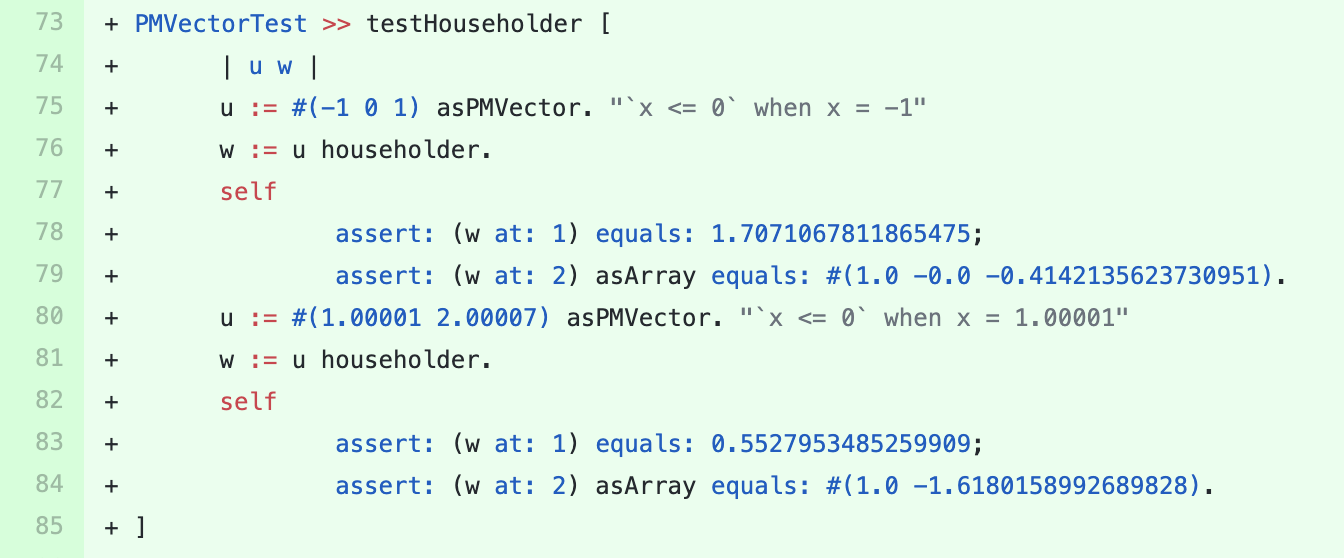 73 + PMVectorTest >> testHouseholder [
74 + | u w |
75 + u := #(-1 0 1) asPMVector. "`x <= 0` when x = -1"
76 + w := u householder.
77 + self
78 + assert: (w at: 1) equals: 1.7071067811865475;
79 + assert: (w at: 2) asArray equals: #(1.0 -0.0 -0.4142135623730951).
80 + u := #(1.00001 2.00007) asPMVector. "`x <= 0` when x = 1.00001"
81 + w := u householder.
82 + self
83 + assert: (w at: 1) equals: 0.5527953485259909;
84 + assert: (w at: 2) asArray equals: #(1.0 -1.6180158992689828).
85 + ]